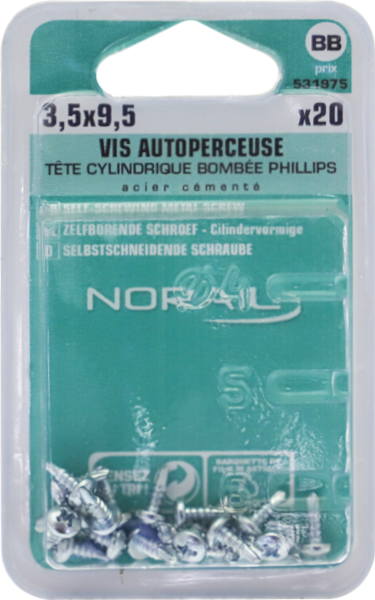 BB
prix
531975
3,5x9,5 x20
VIS AUTOPERCEUSE
TÊTE CYLINDRIQUE BOMBÉE PHILLIPS
acier cémenté
SELF-SCREWING METAL SCREW
ZELFBORENDE SCHROEF - Cilindervormige
D SELBSTSCHNEIDENDE SCHRAUBE
NORAIL